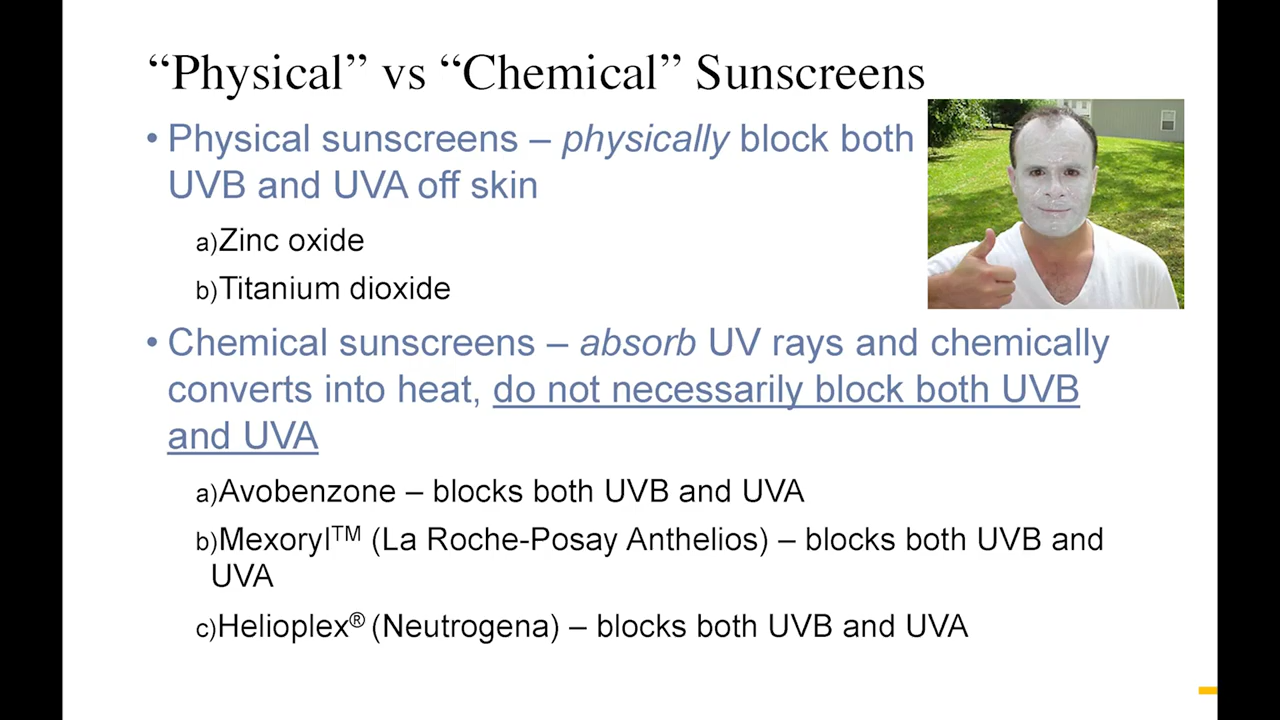 “Physical” vs “Chemical” Sunscreens
• Physical sunscreens – physically block both
UVB and UVA off skin
a)Zinc oxide
b)Titanium dioxide
• Chemical sunscreens – absorb UV rays and chemically
converts into heat, do not necessarily block both UVB
and UVA
a)Avobenzone – blocks both UVB and UVA
b)Mexoryl™ (La Roche-Posay Anthelios) – blocks both UVB and
UVA
c)Helioplex® (Neutrogena) – blocks both UVB and UVA